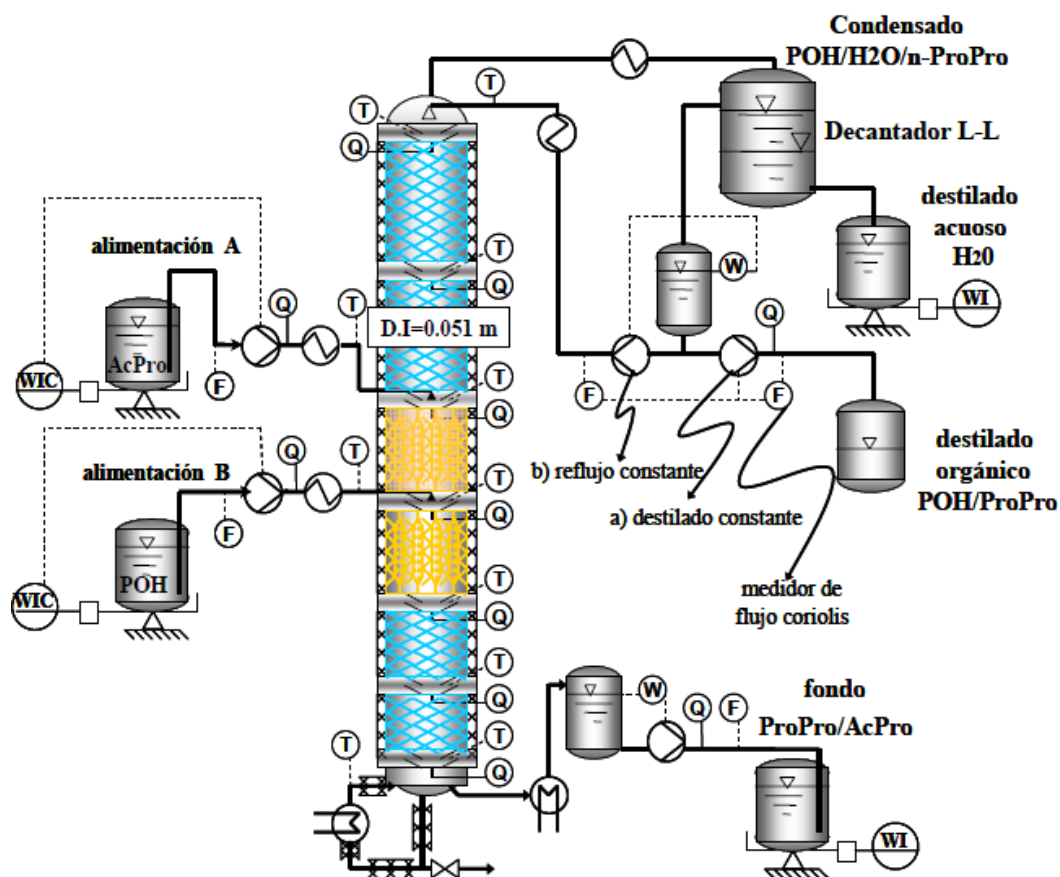 Condensado
POH/H2O/n-ProPro
Decantador L-L
destilado
acuoso
H20
WI
T
T
Q
alimentación A
AcPro
WIC
F
Q
T
D.I=0.051 m
T
Q
T
Q
W
Q
F
F
b) reflujo constante
a) destilado constante
medidor de
flujo coriolis
destilado
orgánico
POH/ProPro
alimentación B
POH
WIC
F
Q
T
T
Q
T
Q
T
Q
T
Q
T
W
Q
F
fondo
ProPro/AcPro
WI